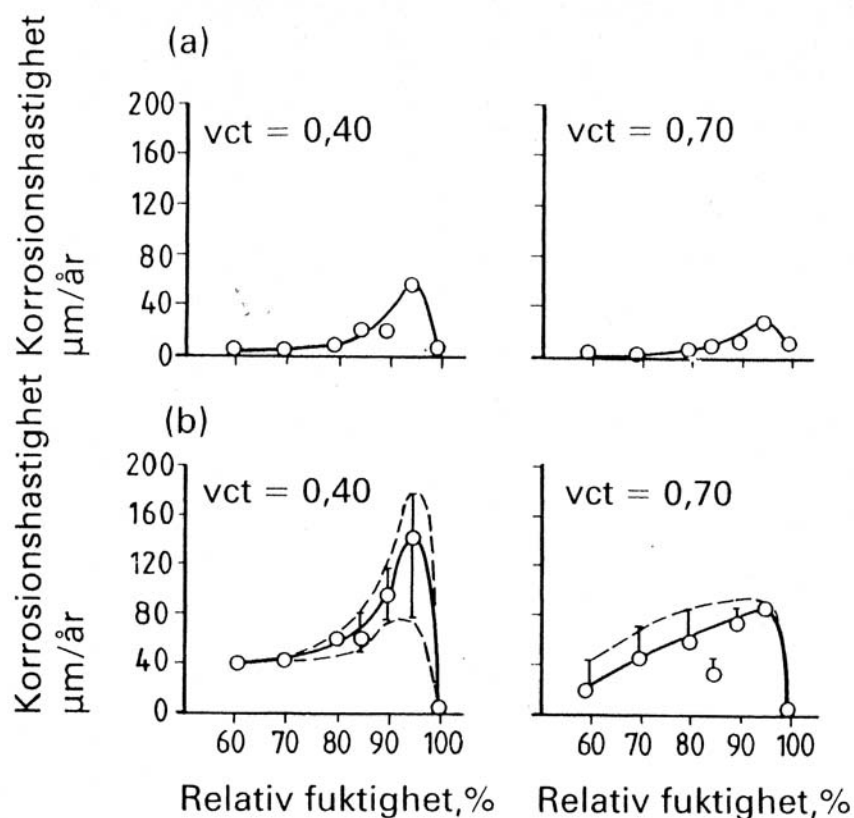 (a)
Korrosionshastighet
μm/år
200
160
120
80
40
0
vct = 0,40
vct = 0,70
(b)
Korrosionshastighet
μm/år
200
160
120
80
40
0
vct = 0,40
vct = 0,70
60 70 80 90 100
60 70 80 90 100
Relativ fuktighet,%
Relativ fuktighet,%